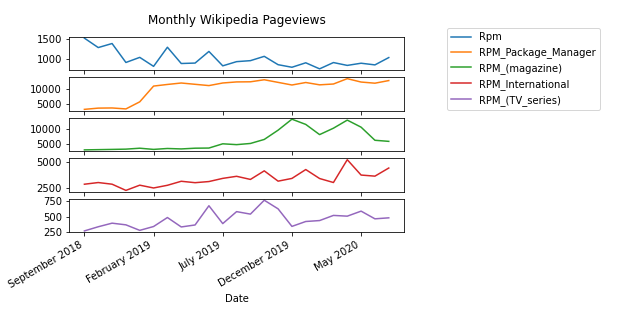 Monthly Wikipedia Pageviews
1500
1000
10000
5000
10000
5000
5000
2500
750
500
250
September 2018
February 2019
July 2019
December 2019
May 2020
Date
Rpm
RPM_Package_Manager
RPM_(magazine)
RPM_International
RPM_(TV_series)